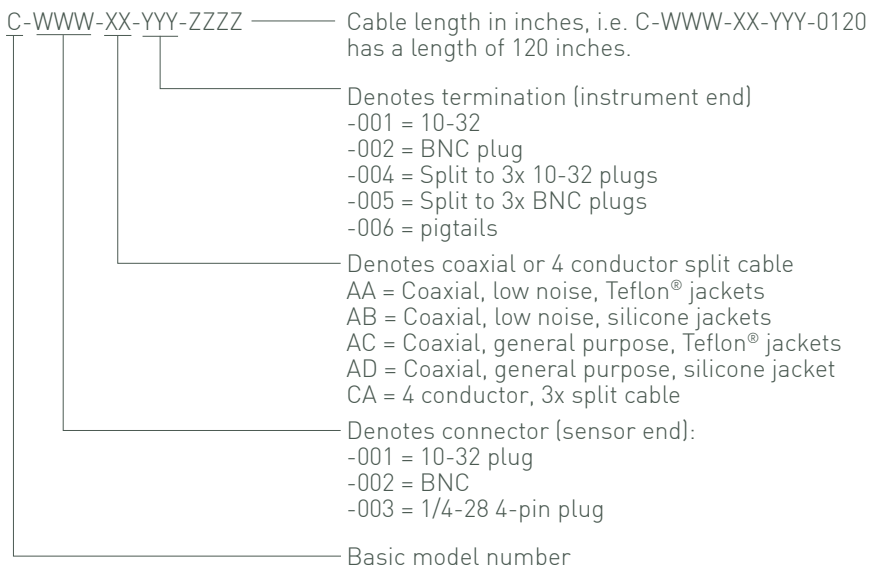 C-WWW-XX-YYY-ZZZZ Cable length in inches, i.e. C-WWW-XX-YYY-0120
has a length of 120 inches.
Denotes termination (instrument end)
-001 = 10-32
-002 = BNC plug
-004 = Split to 3x 10-32 plugs
-005 = Split to 3x BNC plugs
-006 = pigtails
Denotes coaxial or 4 conductor split cable
AA = Coaxial, low noise, Teflon® jackets
AB = Coaxial, low noise, silicone jackets
AC = Coaxial, general purpose, Teflon® jackets
AD = Coaxial, general purpose, silicone jacket
CA = 4 conductor, 3x split cable
Denotes connector (sensor end):
-001 = 10-32 plug
-002 = BNC
-003 = 1/4-28 4-pin plug
Basic model number